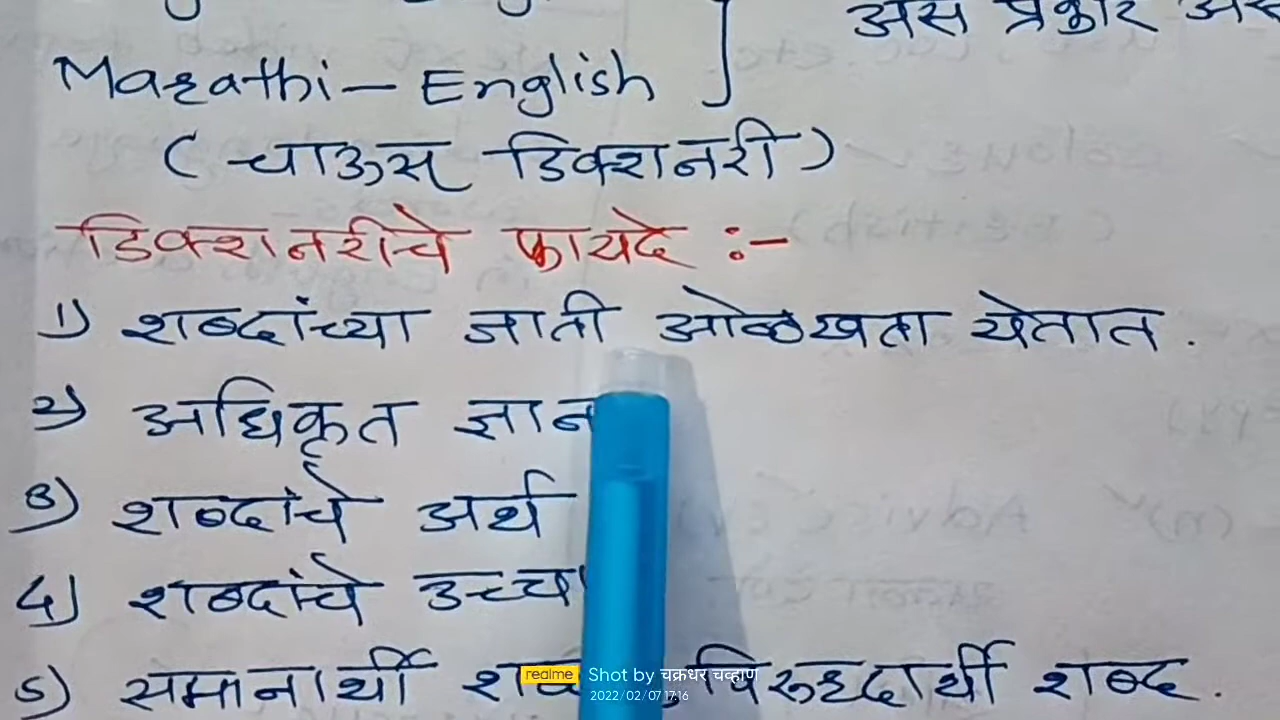 अस प्रकार
Marathi – English ]
( चाऊस डिक्शनरी )
डिक्शनरीचे फायदे :-
1) शब्दांच्या जाती ओळखता येतात .
2) अधिकृत ज्ञान
3) शब्दांचे अर्थ
4) शब्दांचे उच्चा
5) समानार्थी शब्द विरूद्धार्थी शब्द .
realme Shot by चक्रधर चव्हाण
2022/02/07 17:16